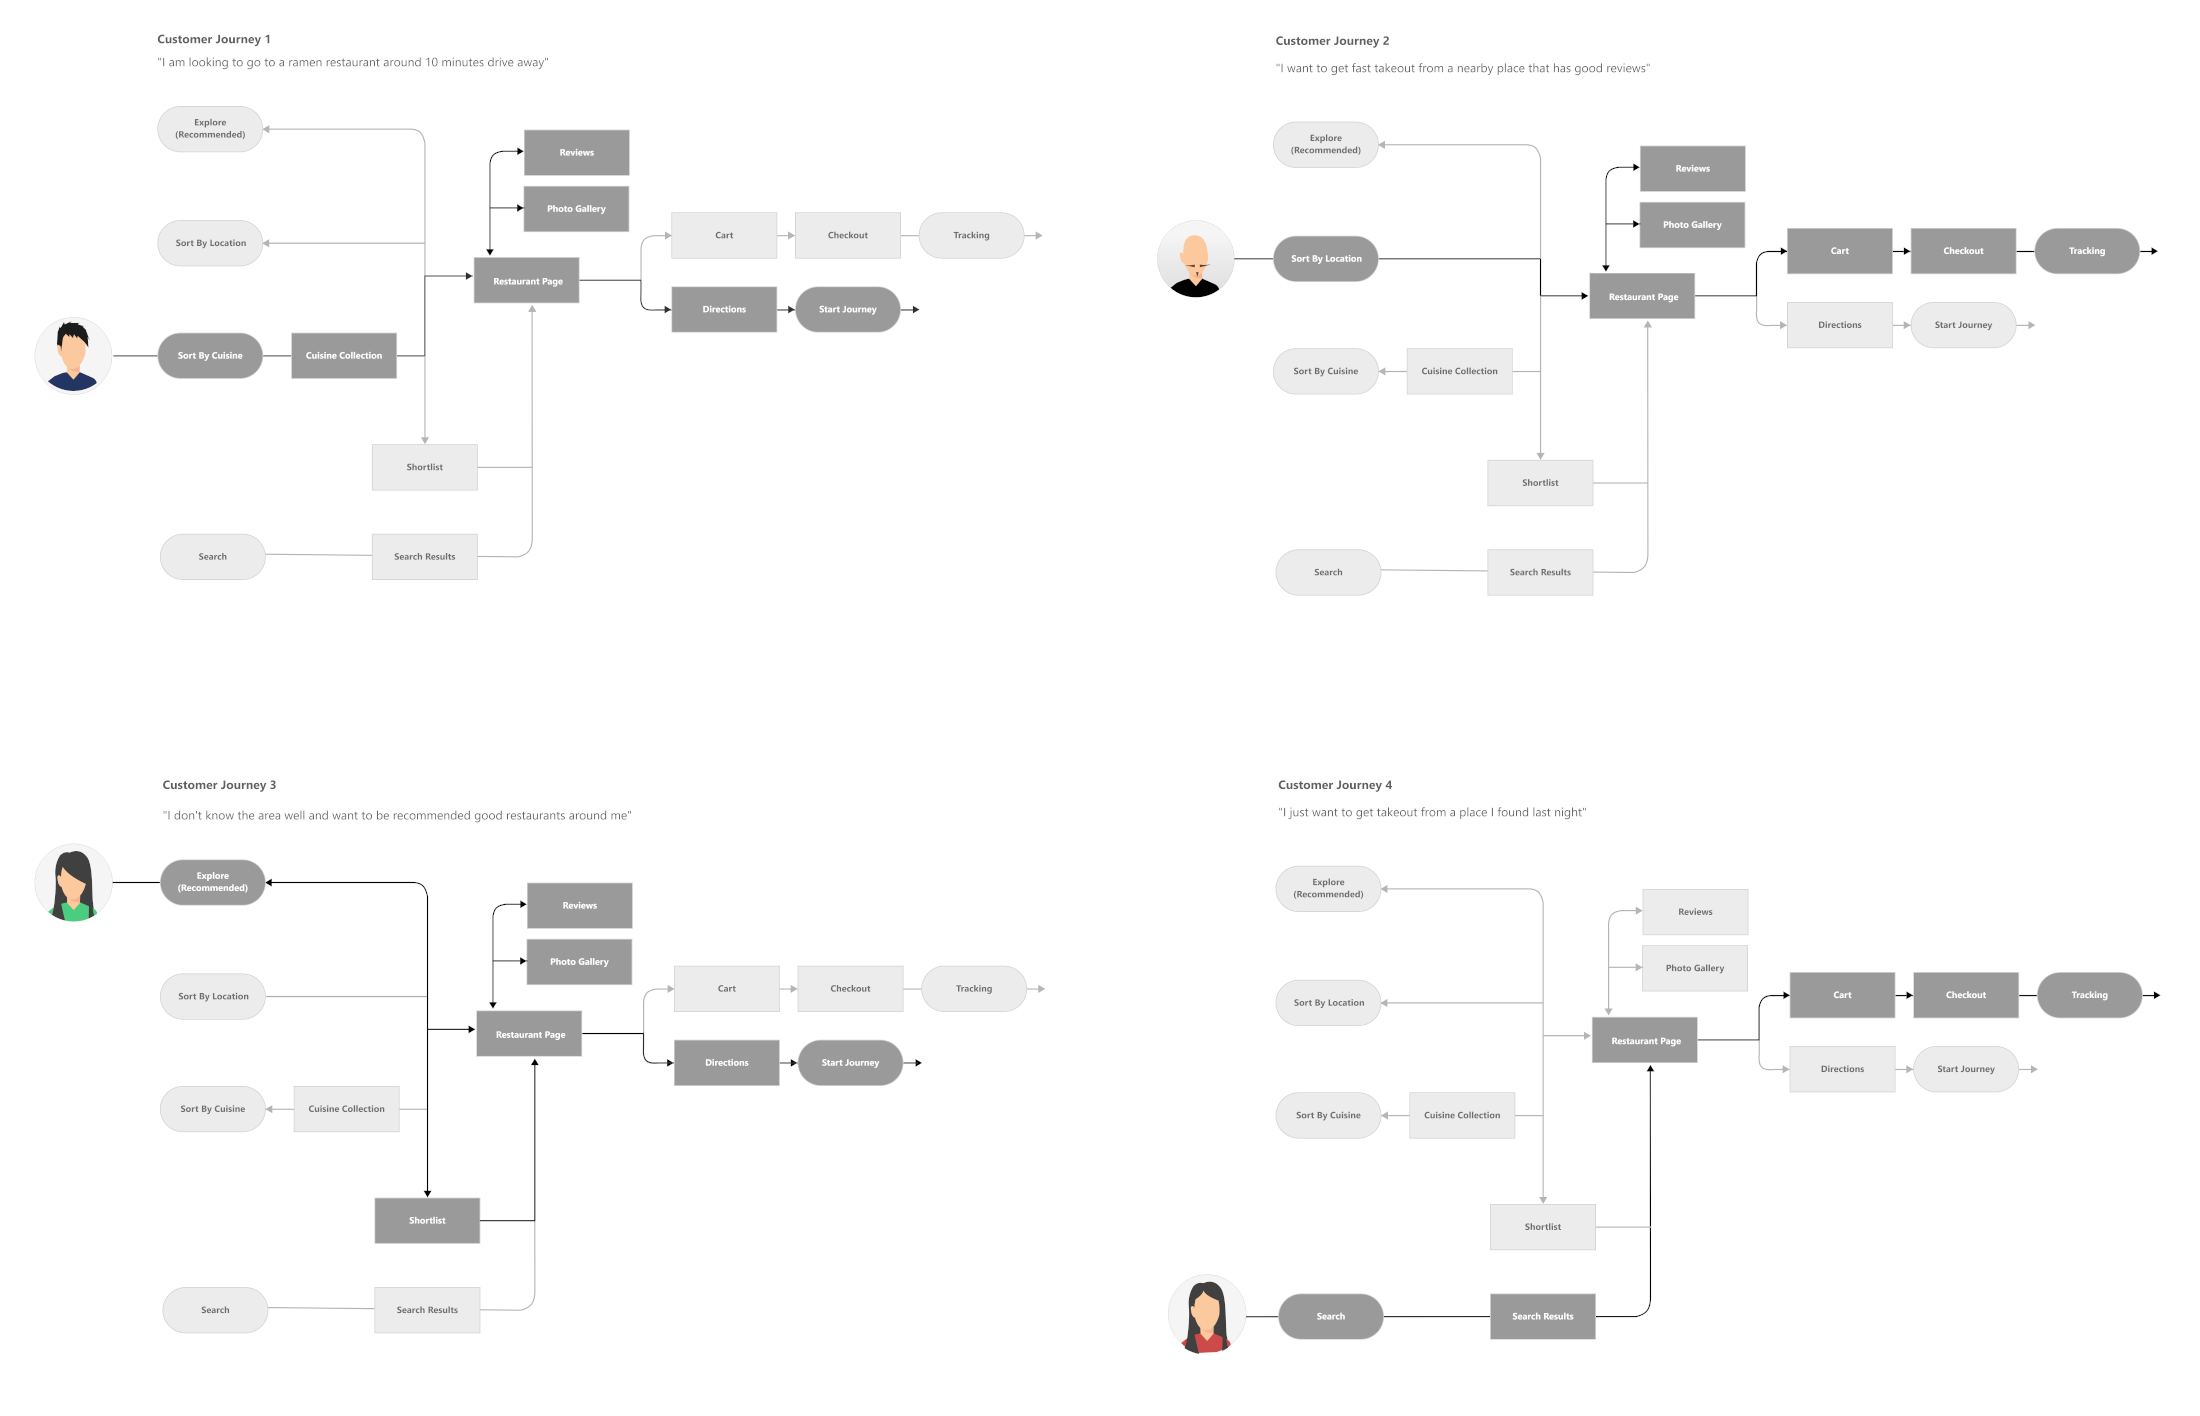 Customer Journey 1
"I am looking to go to a ramen restaurant around 10 minutes drive away"
Explore
(Recommended)
Reviews
Photo Gallery
Sort By Location
Cart
Checkout
Tracking
Restaurant Page
Directions
Start Journey
Sort By Cuisine
Cuisine Collection
Shortlist
Search
Search Results
Customer Journey 2
"I want to get fast takeout from a nearby place that has good reviews"
Explore
(Recommended)
Reviews
Photo Gallery
Sort By Location
Cart
Checkout
Tracking
Restaurant Page
Directions
Start Journey
Sort By Cuisine
Cuisine Collection
Shortlist
Search
Search Results
Customer Journey 3
"I don't know the area well and want to be recommended good restaurants around me"
Explore
(Recommended)
Reviews
Photo Gallery
Sort By Location
Cart
Checkout
Tracking
Restaurant Page
Directions
Start Journey
Sort By Cuisine
Cuisine Collection
Shortlist
Search
Search Results
Customer Journey 4
"I just want to get takeout from a place I found last night"
Explore
(Recommended)
Reviews
Photo Gallery
Sort By Location
Cart
Checkout
Tracking
Restaurant Page
Directions
Start Journey
Sort By Cuisine
Cuisine Collection
Shortlist
Search
Search Results